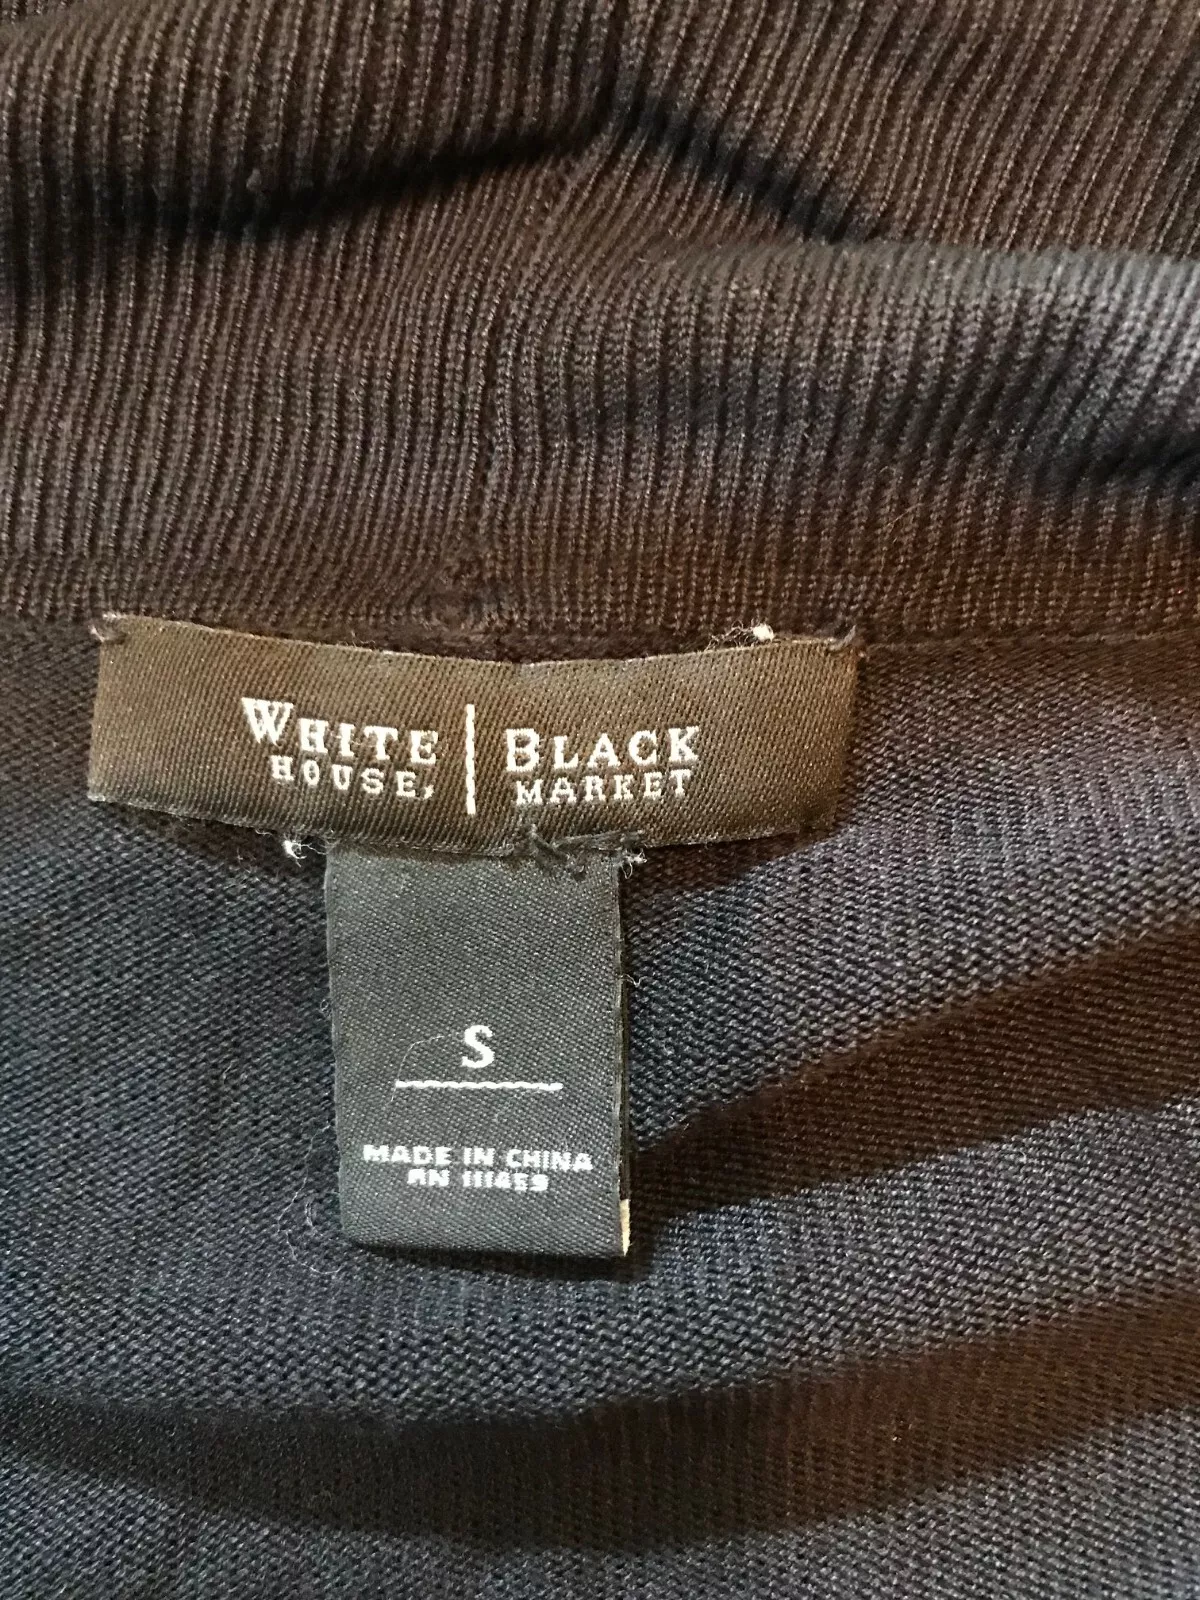 WHITE
HOUSE,
BLACK
MARKET
S
MADE IN CHINA
RN 111459